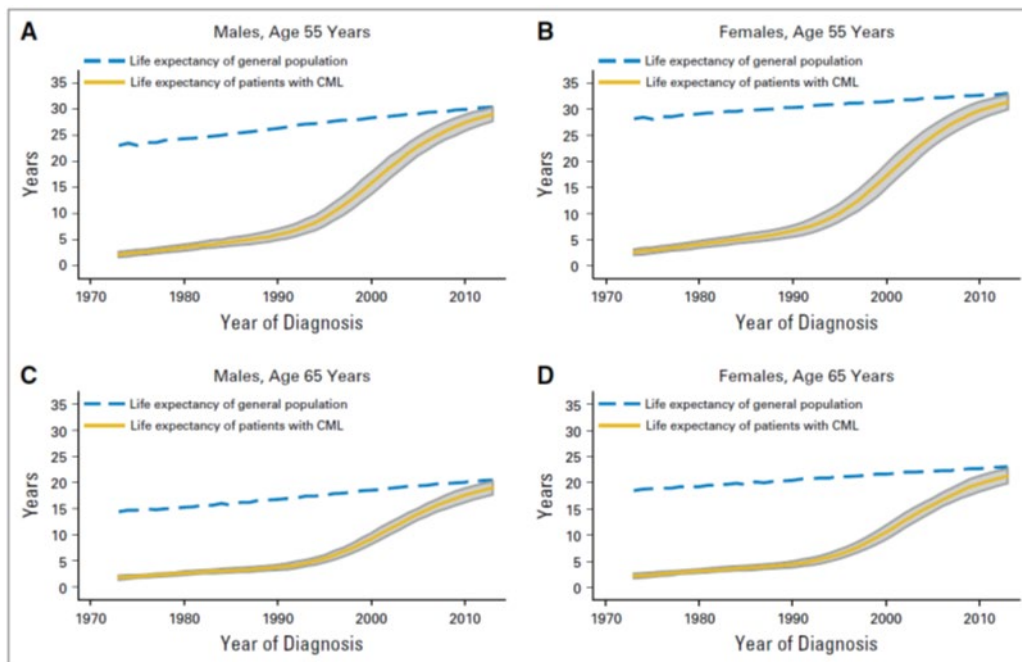 A
Males, Age 55 Years
Life expectancy of general population
Life expectancy of patients with CML
35
30
25
20
15
10
5
0
Years
1970 1980 1990 2000 2010
Year of Diagnosis
B
Females, Age 55 Years
Life expectancy of general population
Life expectancy of patients with CML
35
30
25
20
15
10
5
0
Years
1970 1980 1990 2000 2010
Year of Diagnosis
C
Males, Age 65 Years
Life expectancy of general population
Life expectancy of patients with CML
35
30
25
20
15
10
5
0
Years
1970 1980 1990 2000 2010
Year of Diagnosis
D
Females, Age 65 Years
Life expectancy of general population
Life expectancy of patients with CML
35
30
25
20
15
10
5
0
Years
1970 1980 1990 2000 2010
Year of Diagnosis